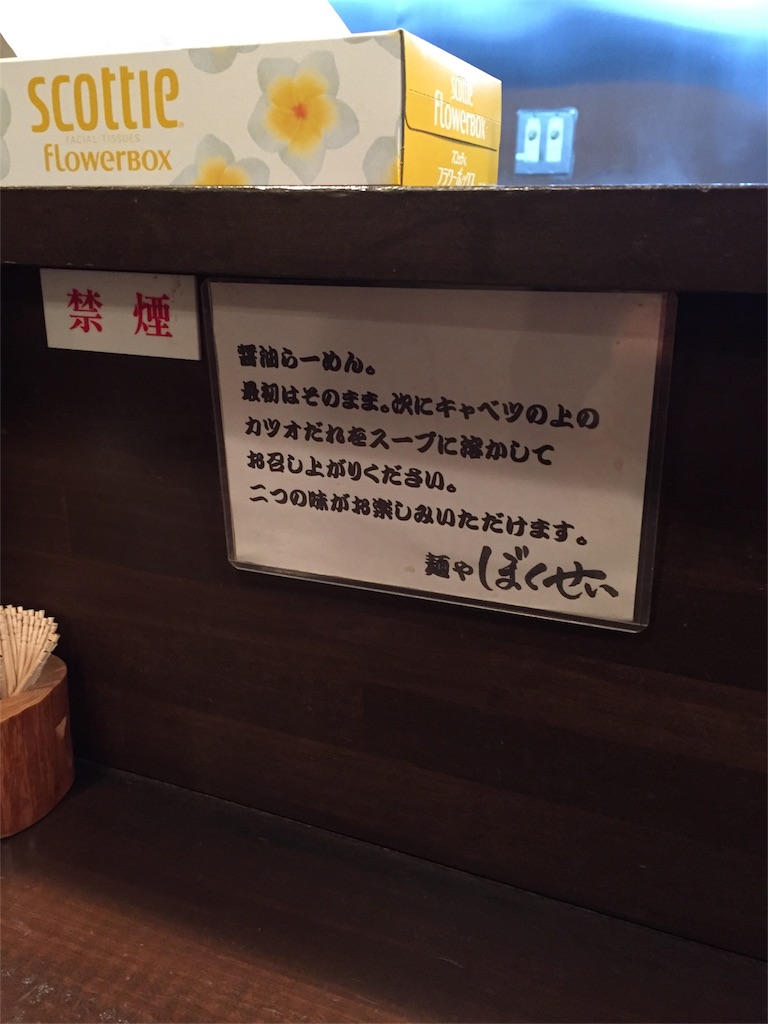 scottie
FACIAL TISSUES
flowerBOX
scottie
flowerBOX
スコッティ
フラワーボックス
禁煙
醤油らーめん。
最初はそのまま。次にキャベツの上の
カツオだれをスープに溶かして
お召し上がりください。
二つの味がお楽しみいただけます。
麺や ぼくせい